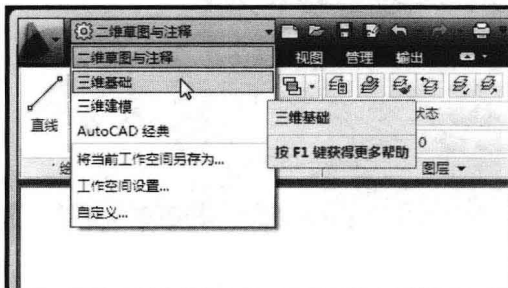 二维草图与注释
视图 管理 输出
二维草图与注释
三维基础
三维建模
AutoCAD 经典
将当前工作空间另存为...
工作空间设置...
自定义...
三维基础
按 F1 键获得更多帮助
直线
状态
0
图层
绘